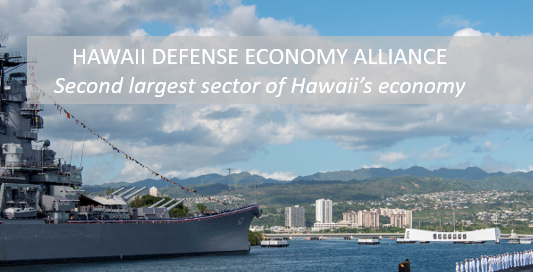 HAWAII DEFENSE ECONOMY ALLIANCE
Second largest sector of Hawaii's economy